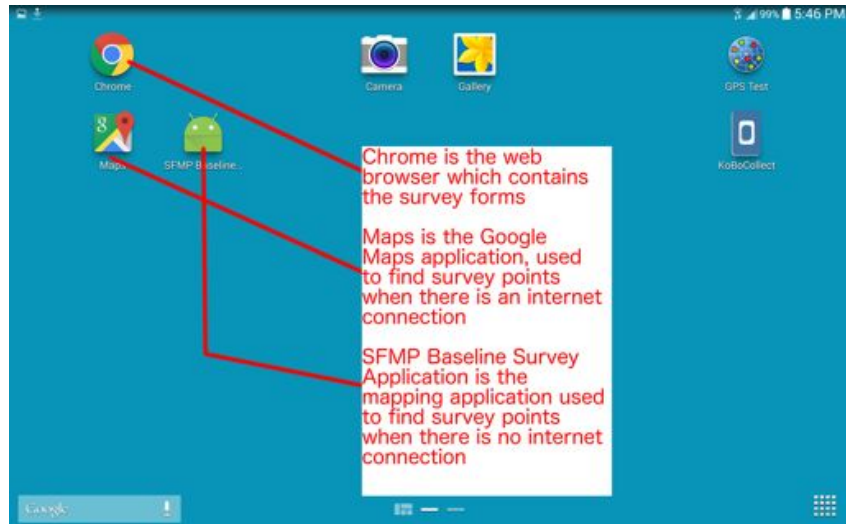 99% 5:46 PM
Chrome
Camera
Gallery
GPS Test
Maps
SFMP Baseline..
KoBoCollect
Chrome is the web
browser which contains
the survey forms
Maps is the Google
Maps application, used
to find survey points
when there is an internet
connection
SFMP Baseline Survey
Application is the
mapping application used
to find survey points
when there is no internet
connection
Google